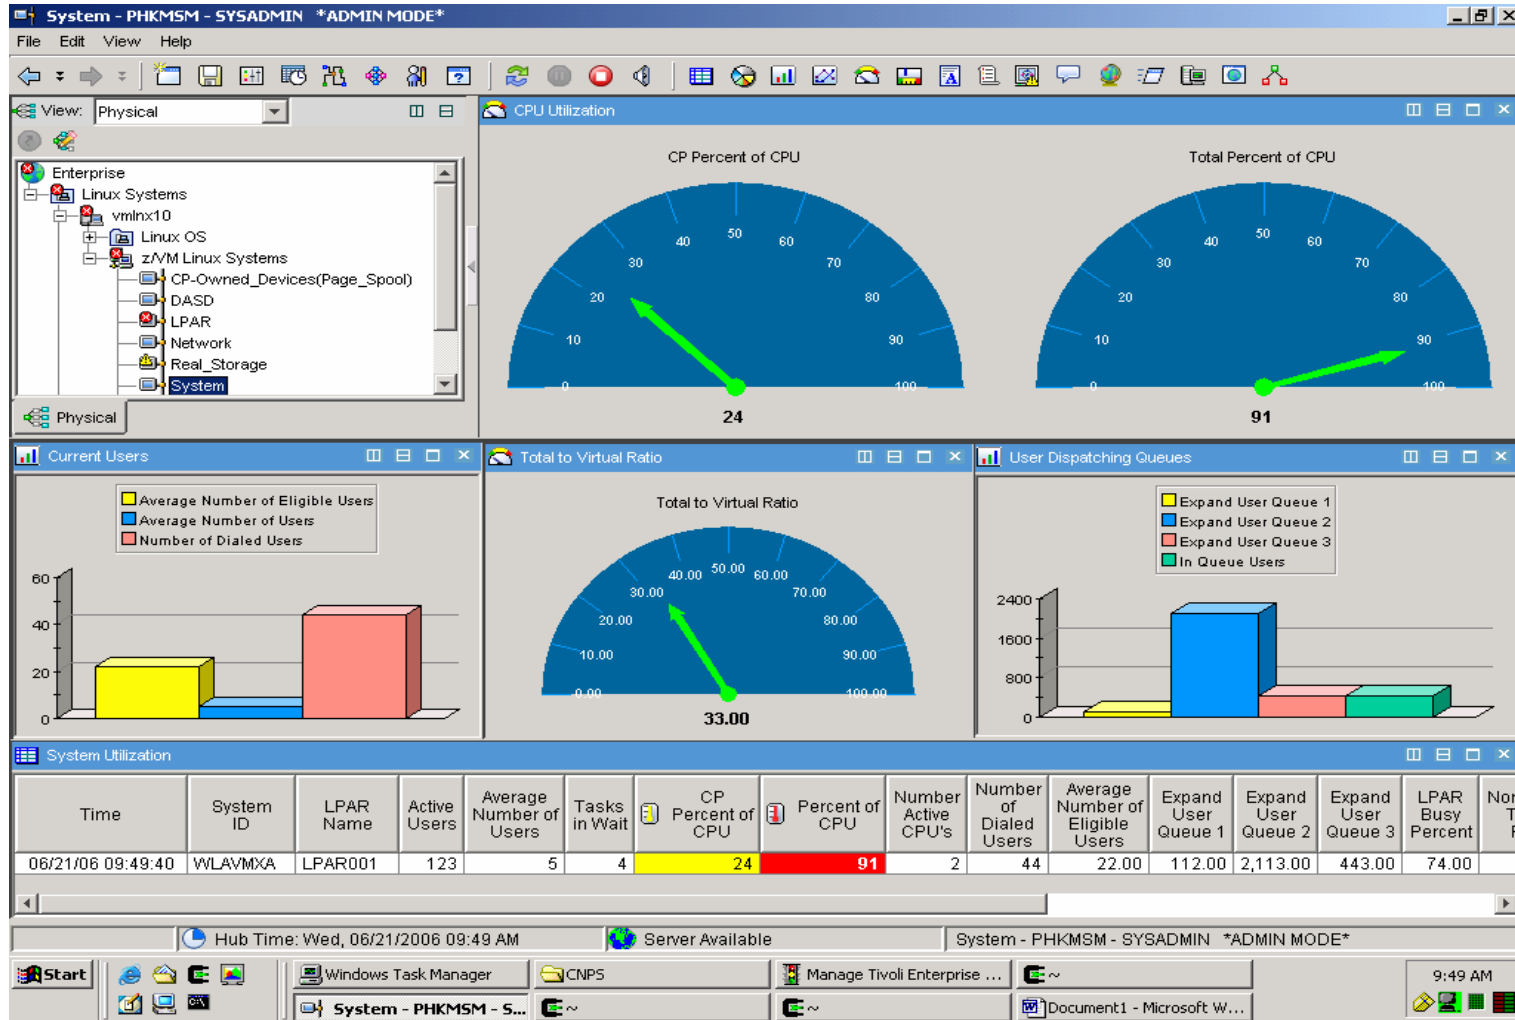 System - PHKMSM - SYSADMIN *ADMIN MODE*
File Edit View Help
View: Physical
Enterprise
Linux Systems
vmlnx10
Linux OS
z/VM Linux Systems
CP-Owned_Devices(Page_Spool)
DASD
LPAR
Network
Real_Storage
System
Physical
CPU Utilization
CP Percent of CPU
0 10 20 30 40 50 60 70 80 90 100
24
Total Percent of CPU
0 10 20 30 40 50 60 70 80 90 100
91
Current Users
Average Number of Eligible Users
Average Number of Users
Number of Dialed Users
60
40
20
0
Total to Virtual Ratio
Total to Virtual Ratio
0.00 10.00 20.00 30.00 40.00 50.00 60.00 70.00 80.00 90.00 100.00
33.00
User Dispatching Queues
Expand User Queue 1
Expand User Queue 2
Expand User Queue 3
In Queue Users
2400
1600
800
0
System Utilization
Time System ID LPAR Name Active Users Average Number of Users Tasks in Wait CP Percent of CPU Percent of CPU Number Active CPU's Number of Dialed Users Average Number of Eligible Users Expand User Queue 1 Expand User Queue 2 Expand User Queue 3 LPAR Busy Percent
06/21/06 09:49:40 WLAVMXA LPAR001 123 5 4 24 91 2 44 22.00 112.00 2,113.00 443.00 74.00
Hub Time: Wed, 06/21/2006 09:49 AM Server Available System - PHKMSM - SYSADMIN *ADMIN MODE*
Start Windows Task Manager CNPS Manage Tivoli Enterprise ... ~ 9:49 AM
System - PHKMSM - S... ~ ~ Document1 - Microsoft W...